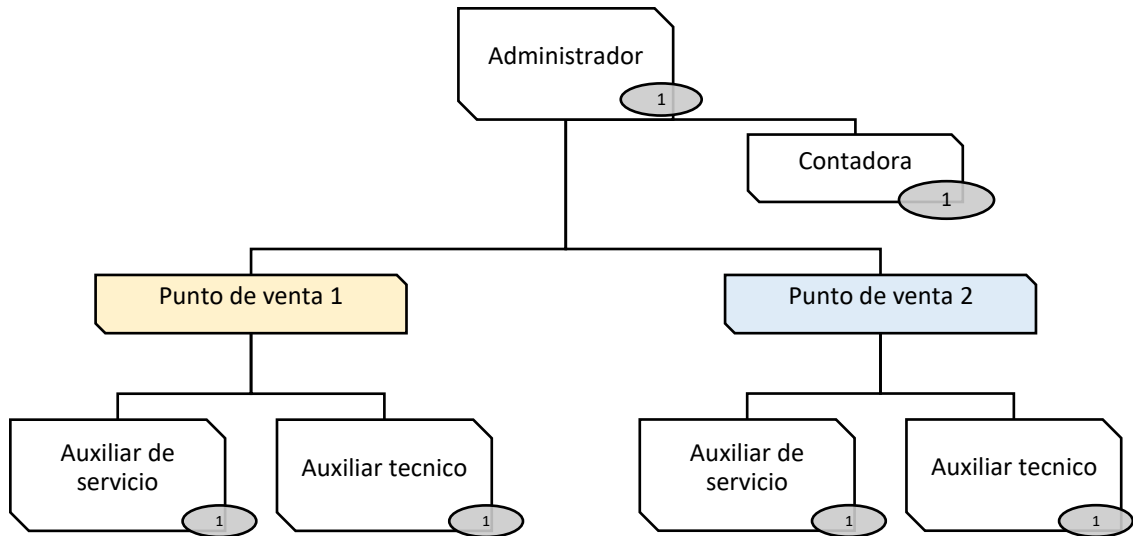 Administrador
1
Contadora
1
Punto de venta 1
Punto de venta 2
Auxiliar de
servicio
1
Auxiliar tecnico
1
Auxiliar de
servicio
1
Auxiliar tecnico
1